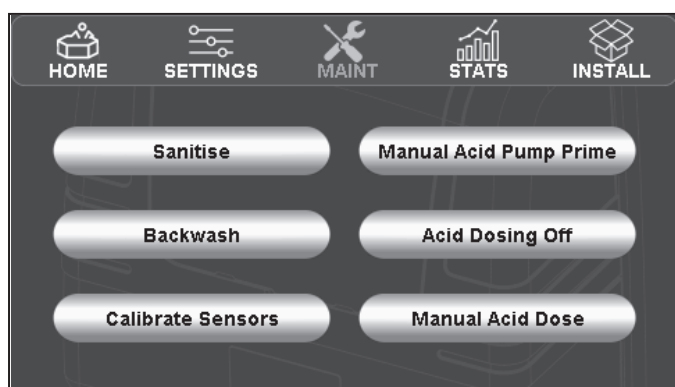 HOME SETTINGS MAINT STATS INSTALL
Sanitise Manual Acid Pump Prime
Backwash Acid Dosing Off
Calibrate Sensors Manual Acid Dose